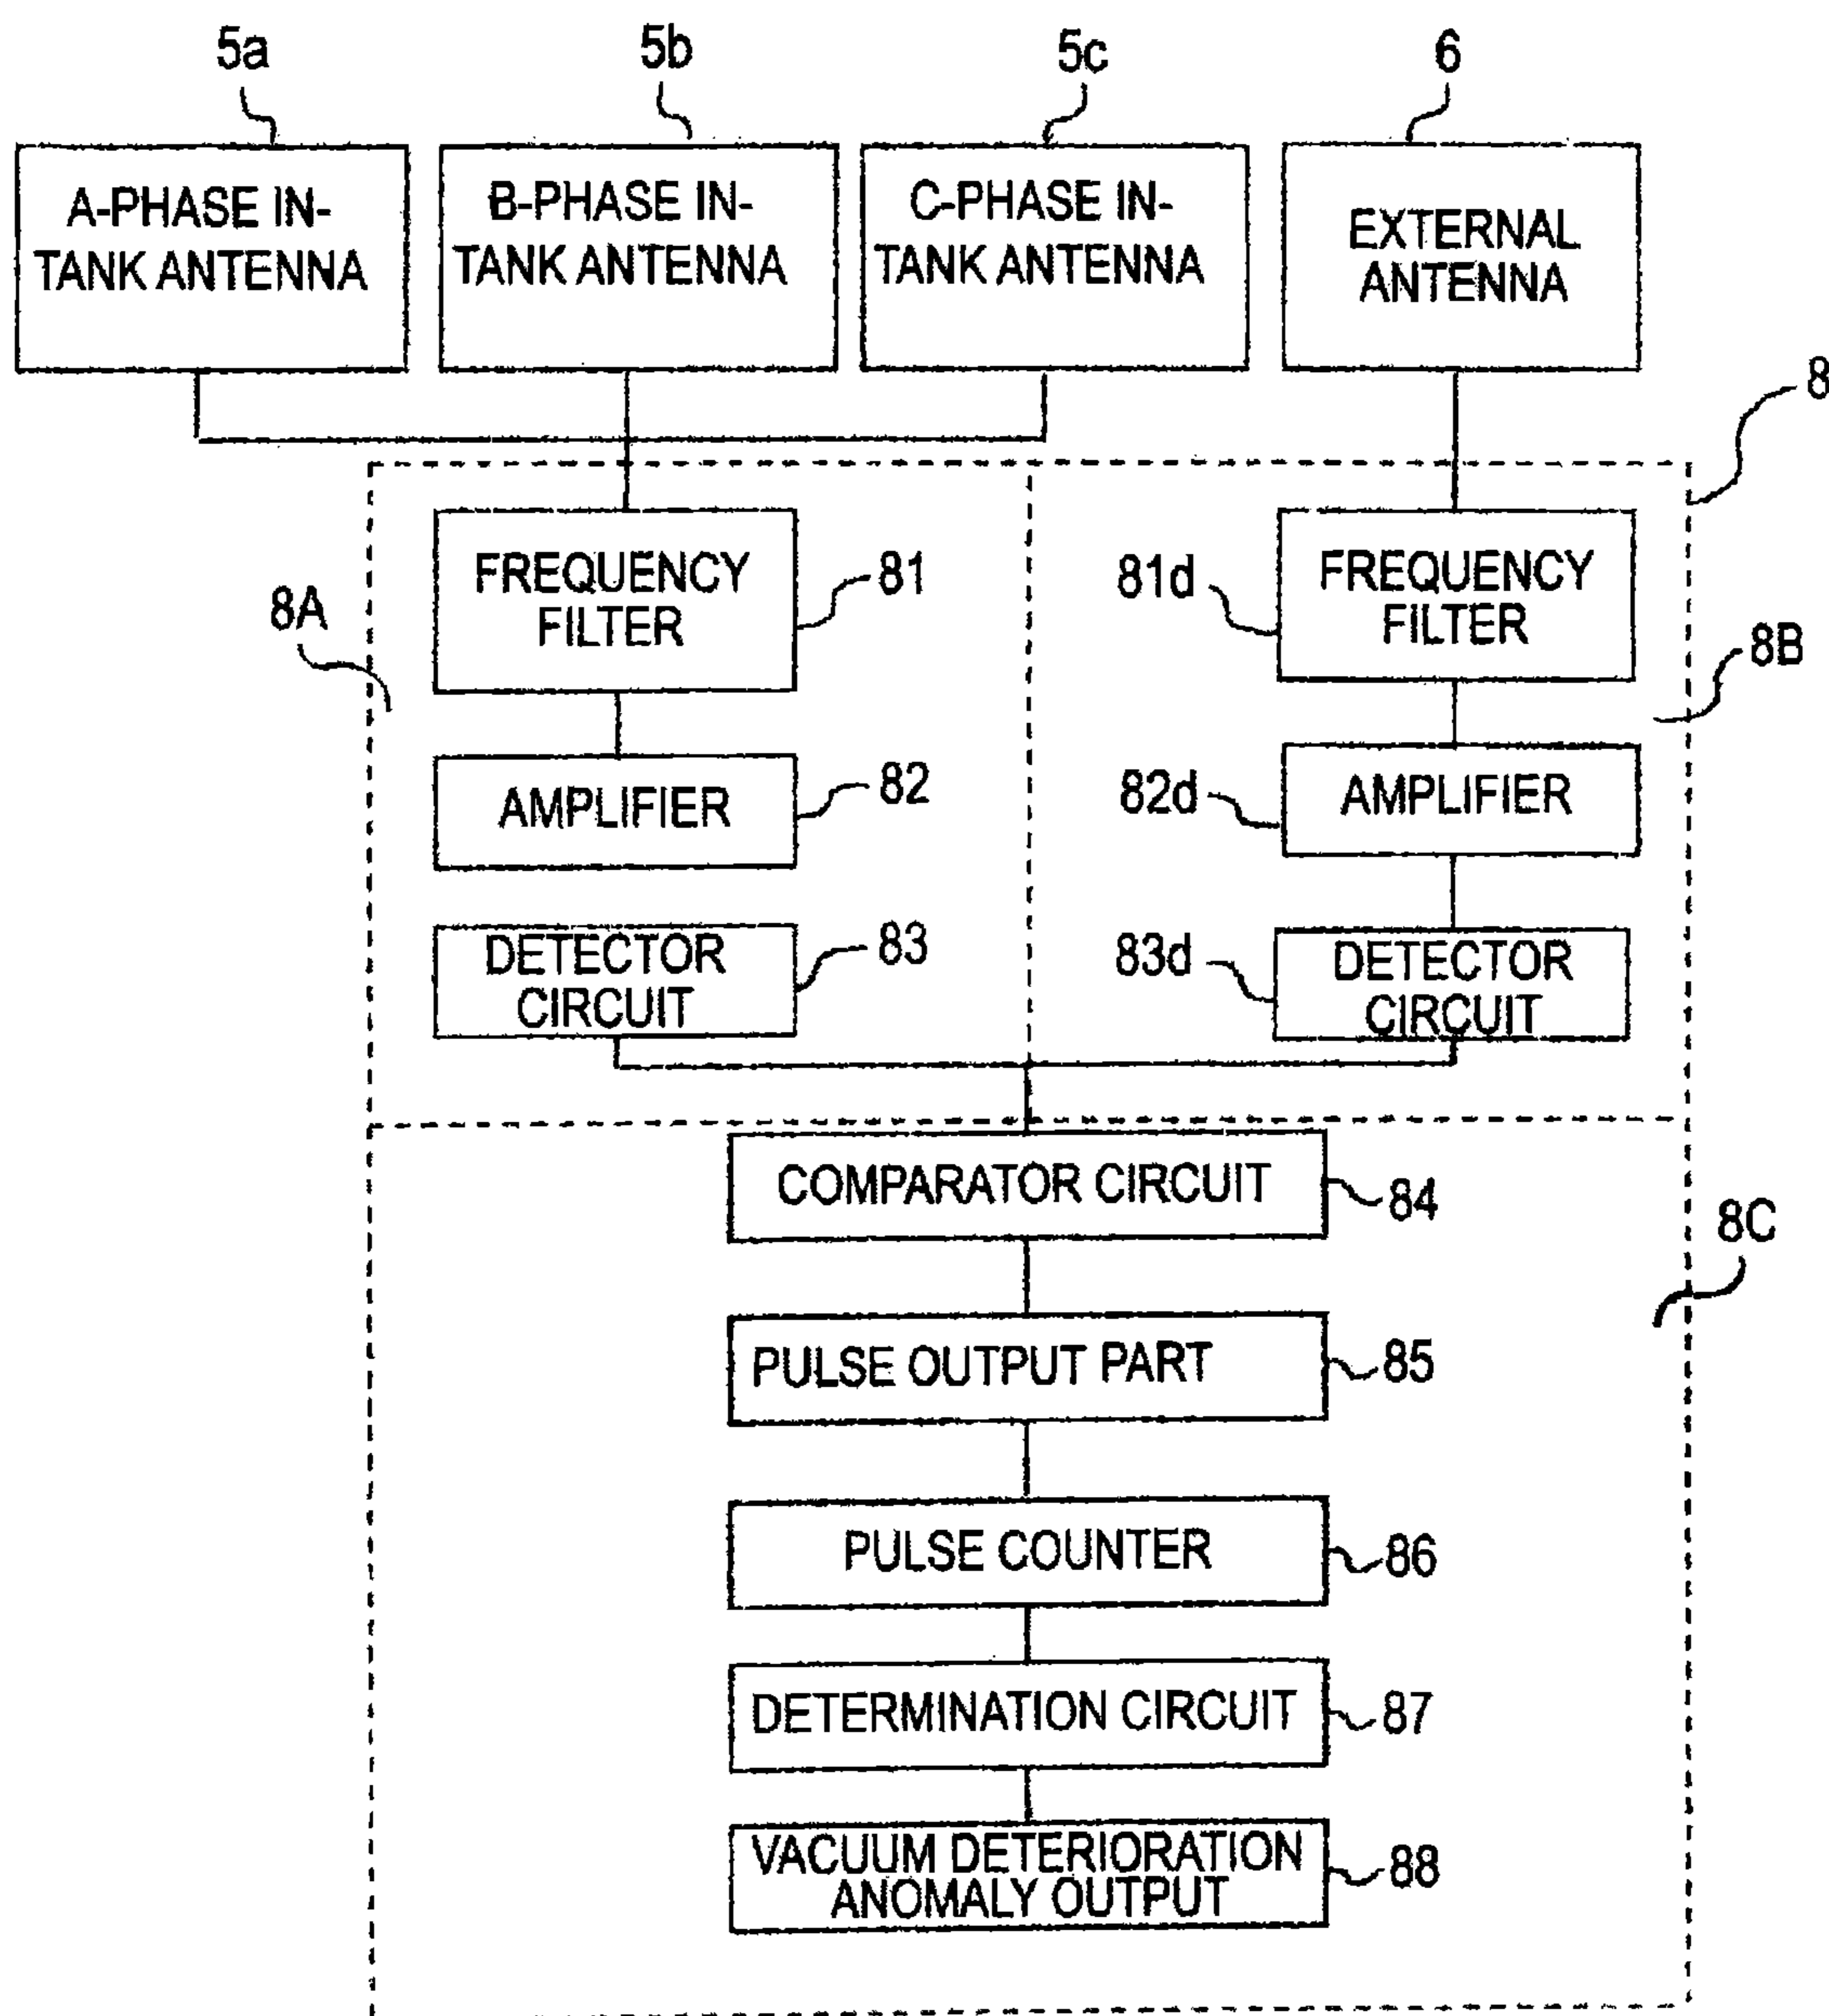 5a
5b
5c
6
A-PHASE IN-
TANK ANTENNA
B-PHASE IN-
TANK ANTENNA
C-PHASE IN-
TANK ANTENNA
EXTERNAL
ANTENNA
8
8A
FREQUENCY
FILTER
81
81d
FREQUENCY
FILTER
8B
AMPLIFIER
82
82d
AMPLIFIER
DETECTOR
CIRCUIT
83
83d
DETECTOR
CIRCUIT
COMPARATOR CIRCUIT
84
8C
PULSE OUTPUT PART
85
PULSE COUNTER
86
DETERMINATION CIRCUIT
87
VACUUM DETERIORATION
ANOMALY OUTPUT
88